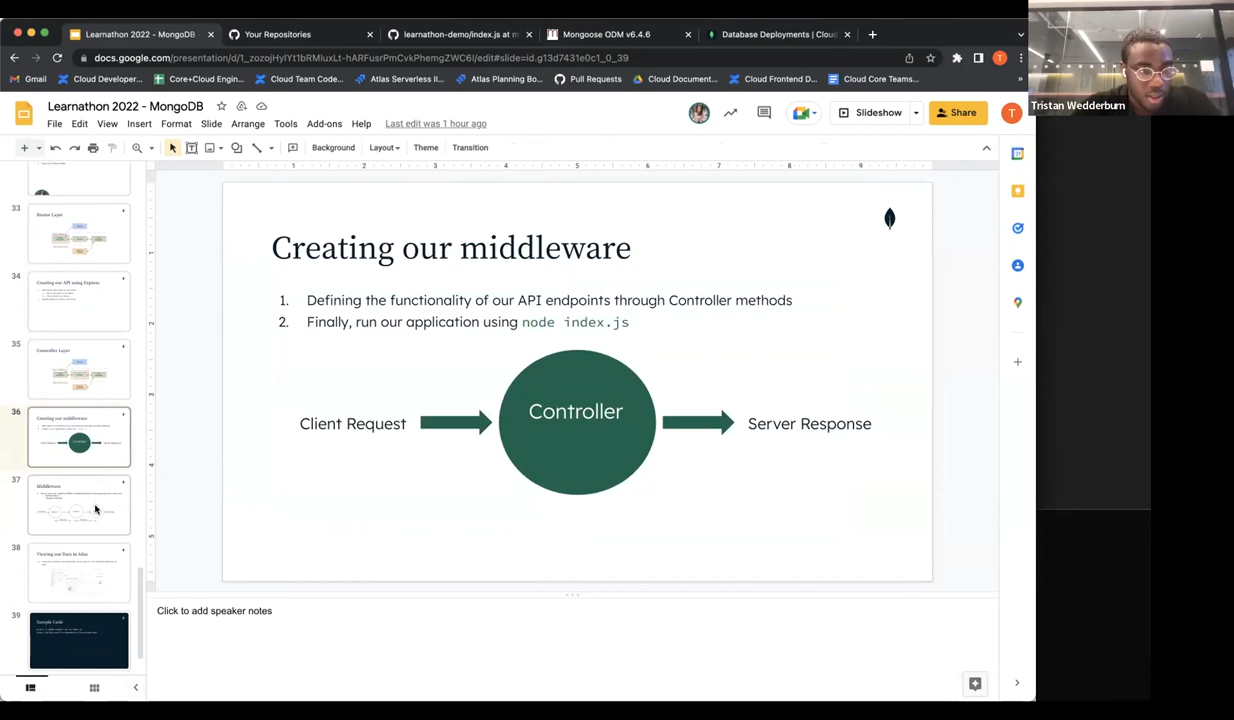 Learnathon 2022 - MongoDB
Your Repositories
learnathon-demo/index.js at m
Mongoose ODM v6.4.6
Database Deployments | Cloud
docs.google.com/presentation/d/1_zozojHyIYt1bRMluxLt-hARFusrPmCvkPhemgZWC6I/edit#slide=id.g13d7431e0c1_0_39
Gmail
Cloud Developer...
Core+Cloud Engin...
Cloud Team Code...
Atlas Serverless II...
Atlas Planning Bo...
Pull Requests
Cloud Document...
Cloud Frontend D...
Cloud Core Teams...
Tristan Wedderburn
Learnathon 2022 - MongoDB
File Edit View Insert Format Slide Arrange Tools Add-ons Help Last edit was 1 hour ago
Slideshow
Share
T
Background Layout Theme Transition
33
Router Layer
34
Creating our API using Express
35
Controller Layer
36
Creating our middleware
37
Middleware
38
Viewing our Data in Atlas
39
Sample Code
Creating our middleware
1. Defining the functionality of our API endpoints through Controller methods
2. Finally, run our application using node index.js
Client Request
Controller
Server Response
Click to add speaker notes